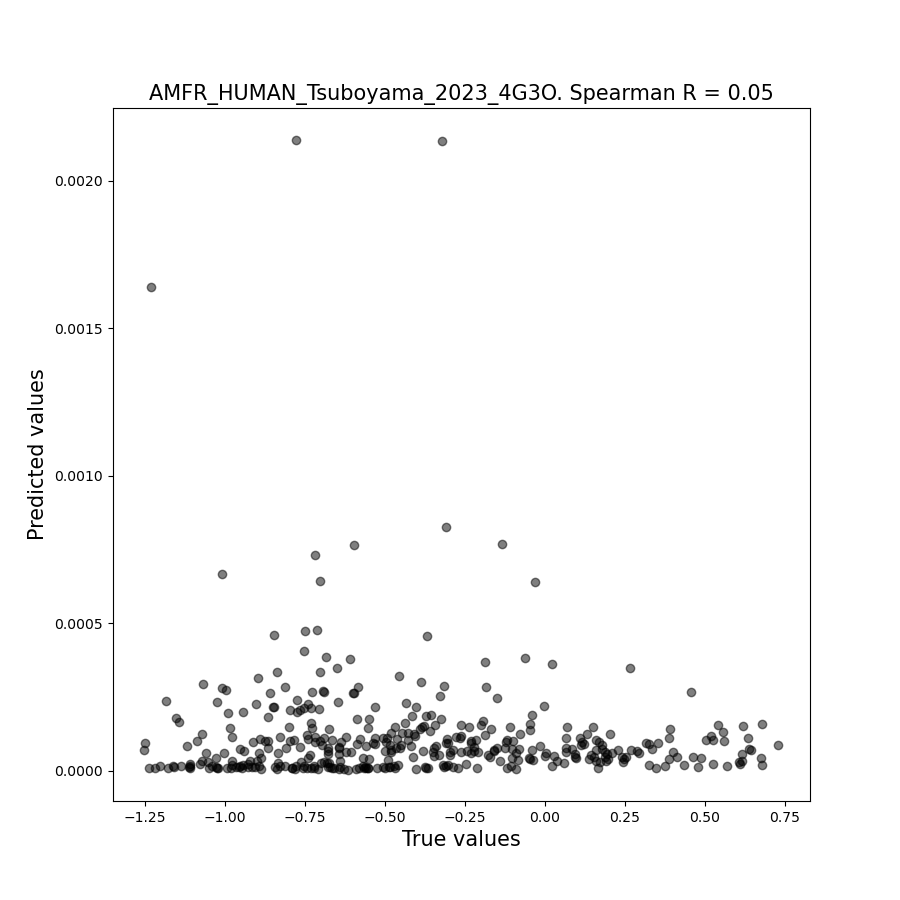 AMFR_HUMAN_Tsuboyama_2023_4G3O. Spearman R = 0.05
Predicted values
0.0020
0.0015
0.0010
0.0005
0.0000
−1.25 −1.00 −0.75 −0.50 −0.25 0.00 0.25 0.50 0.75
True values